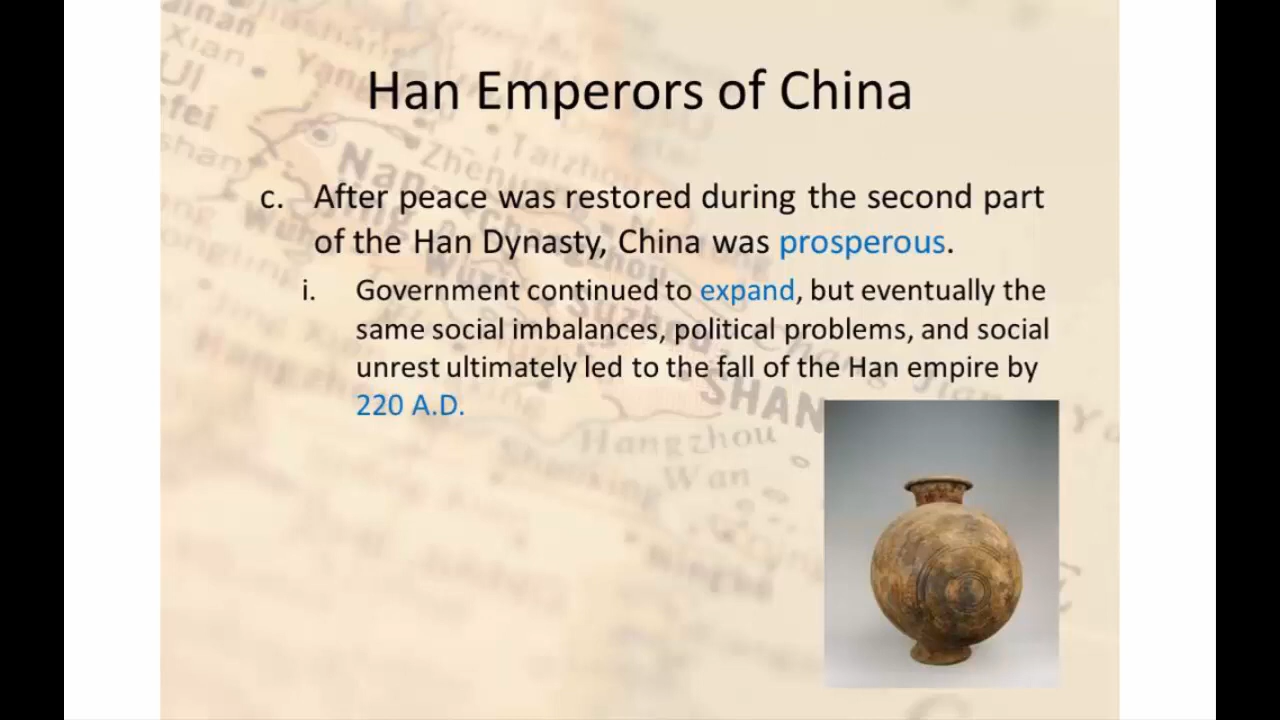 Han Emperors of China
c. After peace was restored during the second part
of the Han Dynasty, China was prosperous.
i. Government continued to expand, but eventually the
same social imbalances, political problems, and social
unrest ultimately led to the fall of the Han empire by
220 A.D.
Hangzhou
Wan